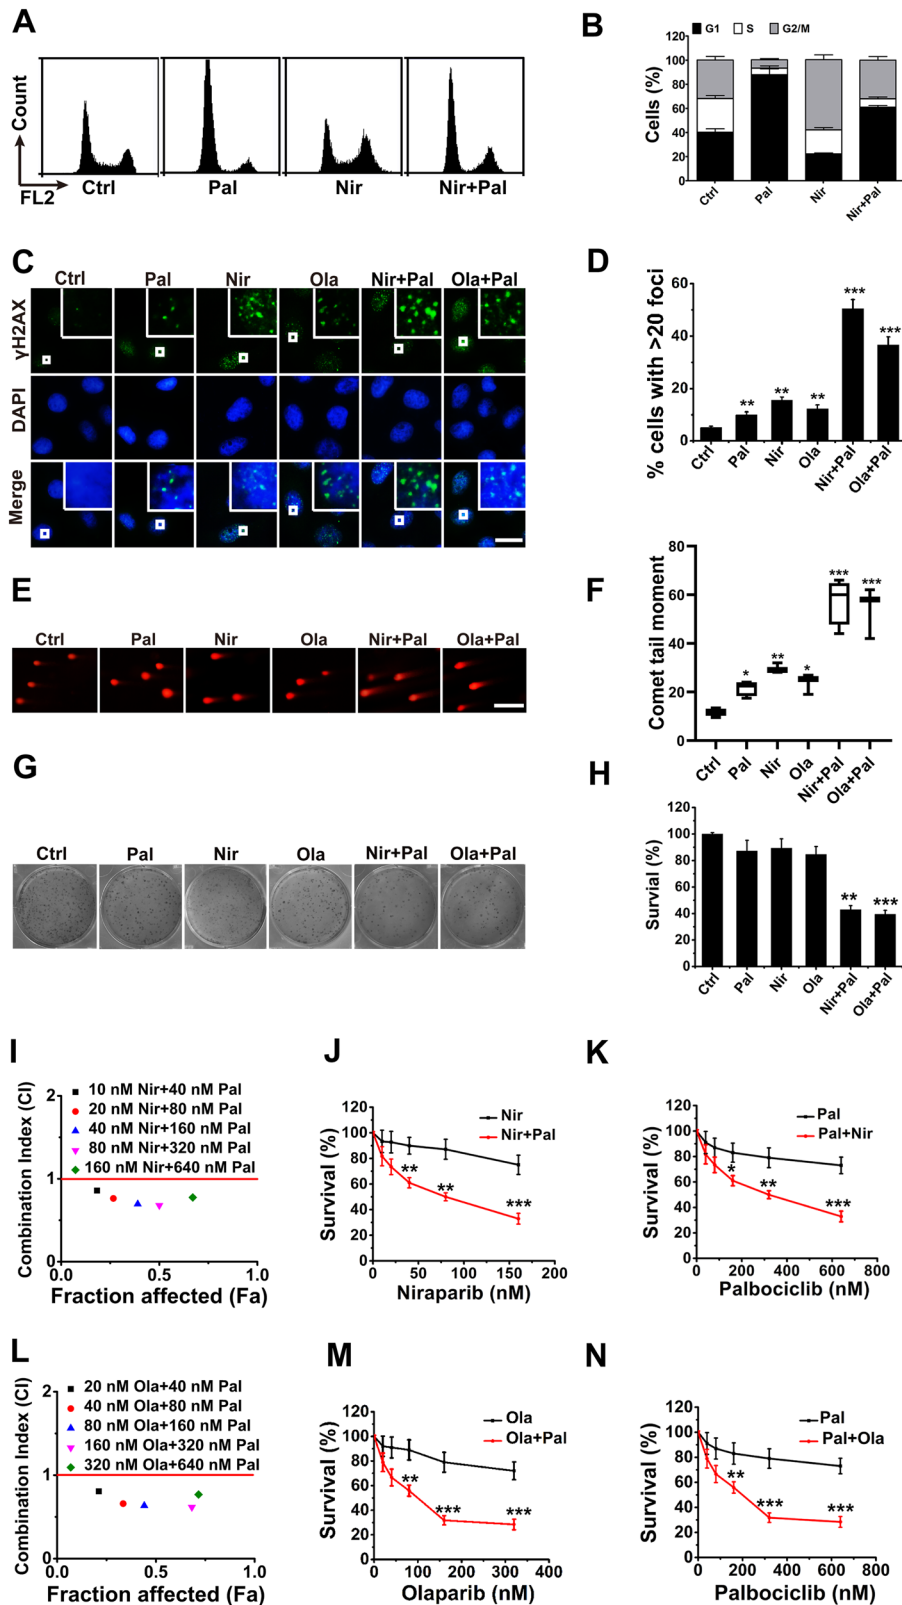 A
Count
FL2
Ctrl Pal Nir Nir+Pal
B
G1 S G2/M
Cells (%)
120
100
80
60
40
20
0
Ctrl Pal Nir Nir+Pal
C
Ctrl Pal Nir Ola Nir+Pal Ola+Pal
γH2AX
DAPI
Merge
D
% cells with >20 foci
60
40
20
0
** ** ** *** ***
Ctrl Pal Nir Ola Nir+Pal Ola+Pal
E
Ctrl Pal Nir Ola Nir+Pal Ola+Pal
F
Comet tail moment
80
60
40
20
0
* ** * *** ***
Ctrl Pal Nir Ola Nir+Pal Ola+Pal
G
Ctrl Pal Nir Ola Nir+Pal Ola+Pal
H
Survial (%)
120
100
80
60
40
20
0
** ***
Ctrl Pal Nir Ola Nir+Pal Ola+Pal
I
Combination Index (CI)
2
1
0
10 nM Nir+40 nM Pal
20 nM Nir+80 nM Pal
40 nM Nir+160 nM Pal
80 nM Nir+320 nM Pal
160 nM Nir+640 nM Pal
0.0 0.5 1.0
Fraction affected (Fa)
J
Survival (%)
120
100
80
60
40
20
0
Nir
Nir+Pal
** ** ***
0 50 100 150 200
Niraparib (nM)
K
Survival (%)
120
100
80
60
40
20
0
Pal
Pal+Nir
* ** ***
0 200 400 600 800
Palbociclib (nM)
L
Combination Index (CI)
2
1
0
20 nM Ola+40 nM Pal
40 nM Ola+80 nM Pal
80 nM Ola+160 nM Pal
160 nM Ola+320 nM Pal
320 nM Ola+640 nM Pal
0.0 0.5 1.0
Fraction affected (Fa)
M
Survival (%)
120
100
80
60
40
20
0
Ola
Ola+Pal
** *** ***
0 100 200 300 400
Olaparib (nM)
N
Survival (%)
120
100
80
60
40
20
0
Pal
Pal+Ola
** *** ***
0 200 400 600 800
Palbociclib (nM)